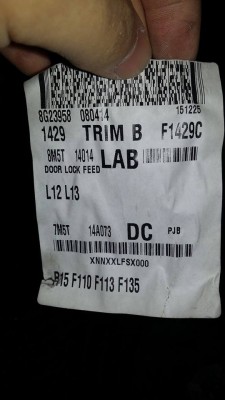 8G23958 080414 151225
1429 TRIM B F1429C
8M5T 14014 LAB
DOOR LOCK FEED
L12 L13
7M5T 14A073 DC PJB
XNNXXLFSX000
P15 F110 F113 F135